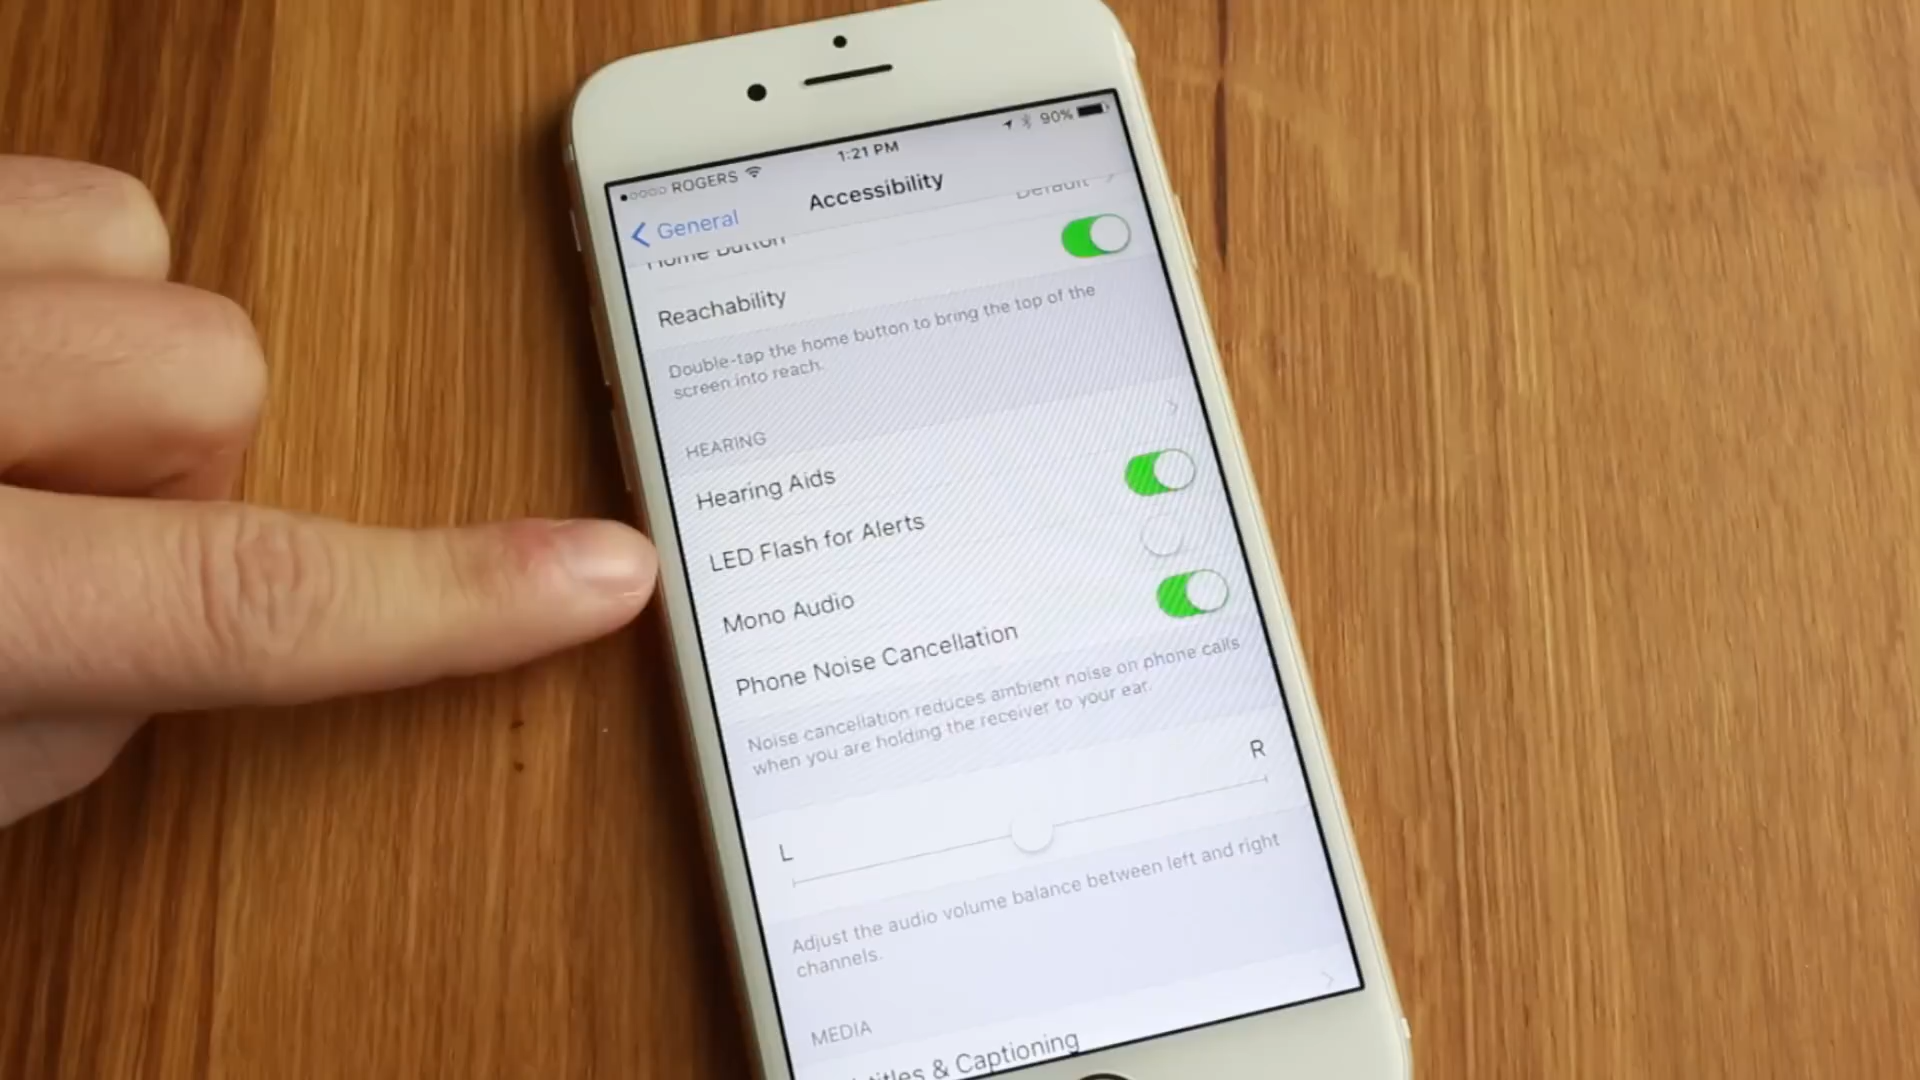 ROGERS 1:21 PM 90%
General Accessibility
Default
Home Button
Reachability
Double-tap the home button to bring the top of the
screen into reach.
HEARING
Hearing Aids
LED Flash for Alerts
Mono Audio
Phone Noise Cancellation
Noise cancellation reduces ambient noise on phone calls
when you are holding the receiver to your ear.
L R
Adjust the audio volume balance between left and right
channels.
MEDIA
titles & Captioning